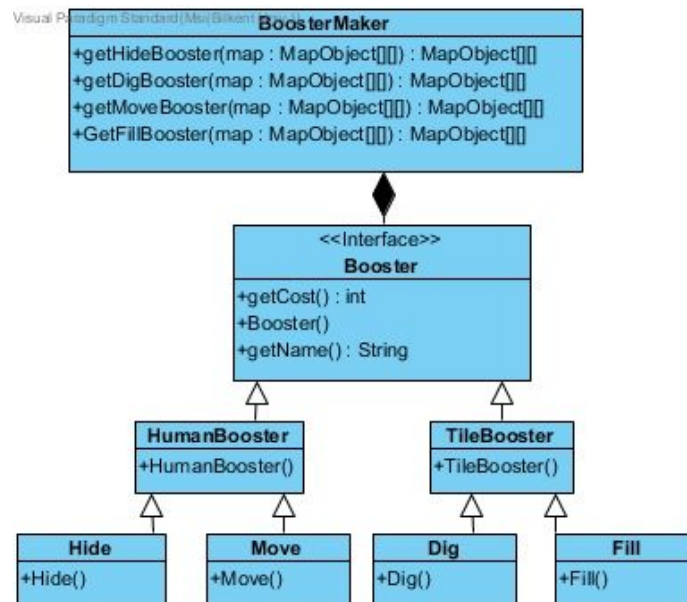 Visual Paradigm Standard(Msi(Bilkent
BoosterMaker
+getHideBooster(map : MapObject[][]) : MapObject[][]
+getDigBooster(map : MapObject[][]) : MapObject[][]
+getMoveBooster(map : MapObject[][]) : MapObject[][]
+GetFillBooster(map : MapObject[][]) : MapObject[][]
<<Interface>>
Booster
+getCost() : int
+Booster()
+getName() : String
HumanBooster
+HumanBooster()
TileBooster
+TileBooster()
Hide
+Hide()
Move
+Move()
Dig
+Dig()
Fill
+Fill()